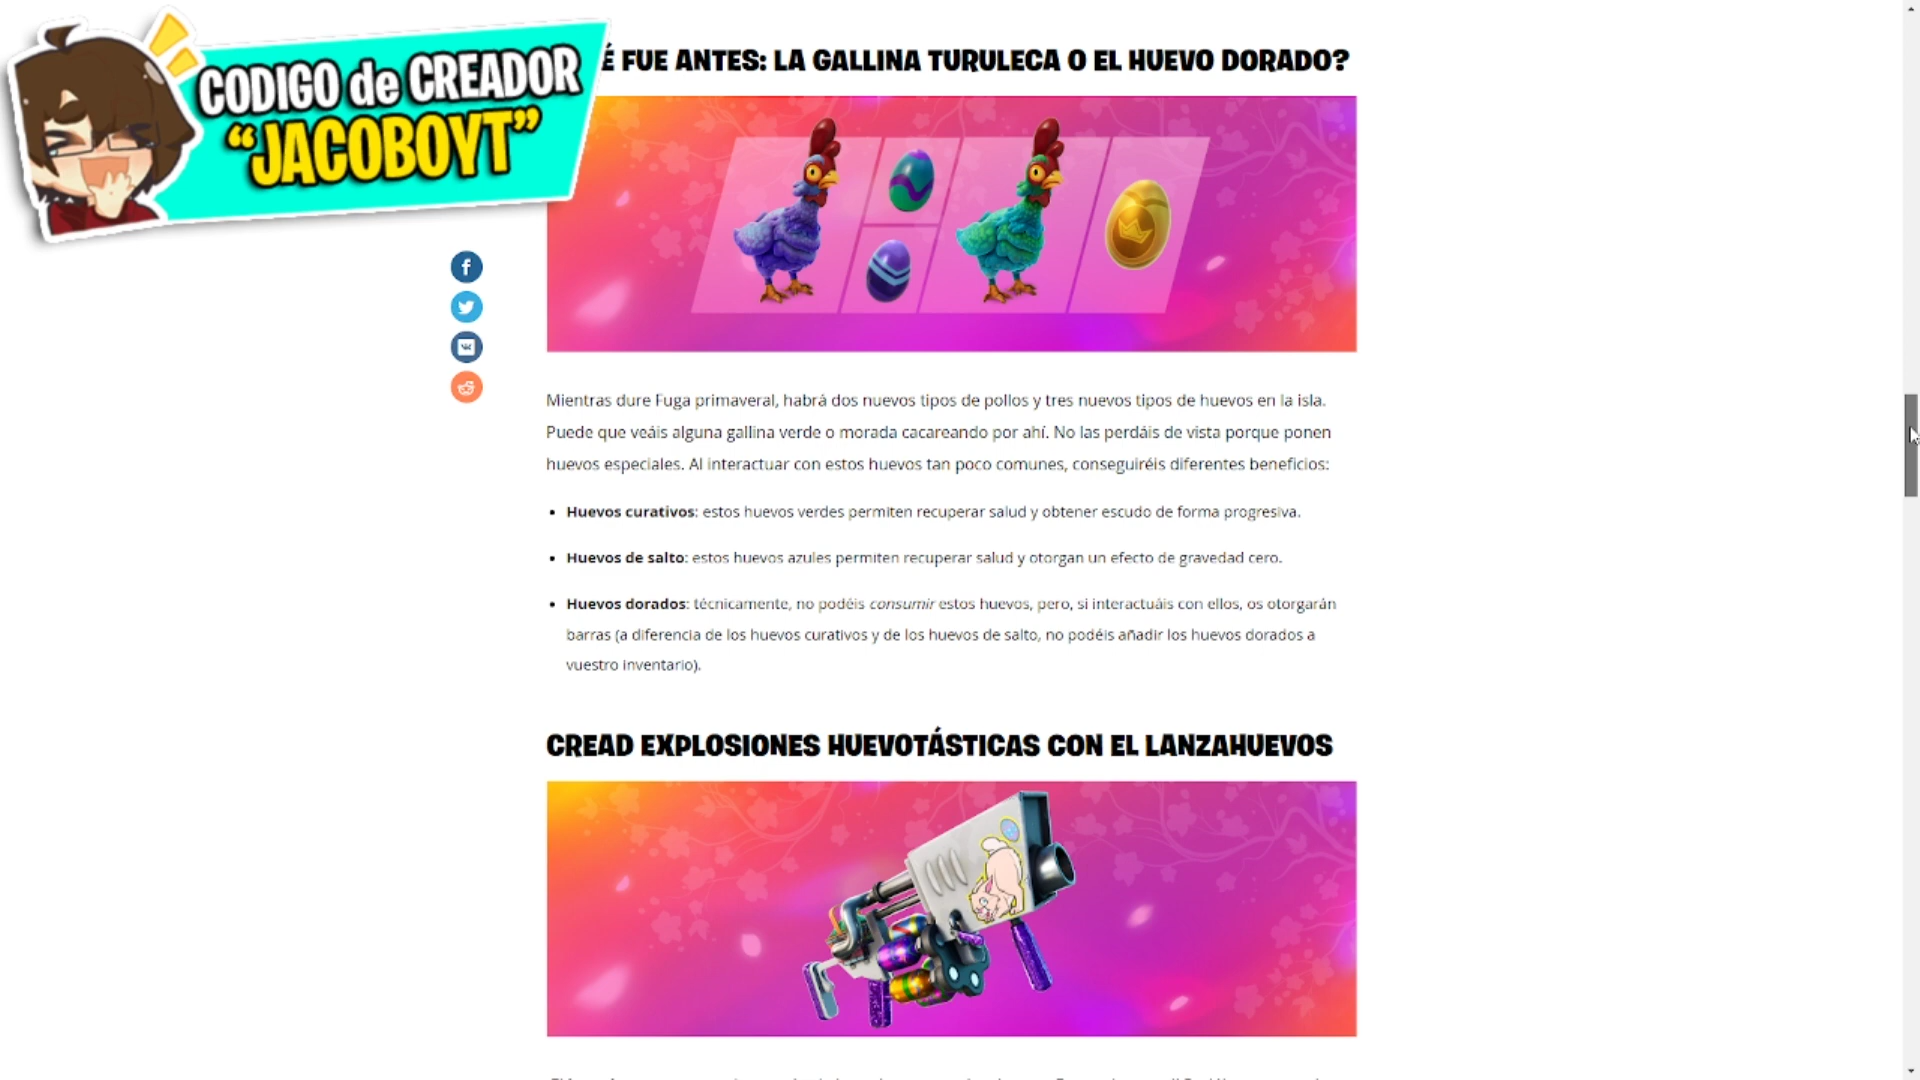 CODIGO de CREADOR
“JACOBOYT”
É FUE ANTES: LA GALLINA TURULECA O EL HUEVO DORADO?
Mientras dure Fuga primaveral, habrá dos nuevos tipos de pollos y tres nuevos tipos de huevos en la isla.
Puede que veáis alguna gallina verde o morada cacareando por ahí. No las perdáis de vista porque ponen
huevos especiales. Al interactuar con estos huevos tan poco comunes, conseguiréis diferentes beneficios:
• Huevos curativos: estos huevos verdes permiten recuperar salud y obtener escudo de forma progresiva.
• Huevos de salto: estos huevos azules permiten recuperar salud y otorgan un efecto de gravedad cero.
• Huevos dorados: técnicamente, no podéis consumir estos huevos, pero, si interactuáis con ellos, os otorgarán
barras (a diferencia de los huevos curativos y de los huevos de salto, no podéis añadir los huevos dorados a
vuestro inventario).
CREAD EXPLOSIONES HUEVOTÁSTICAS CON EL LANZAHUEVOS